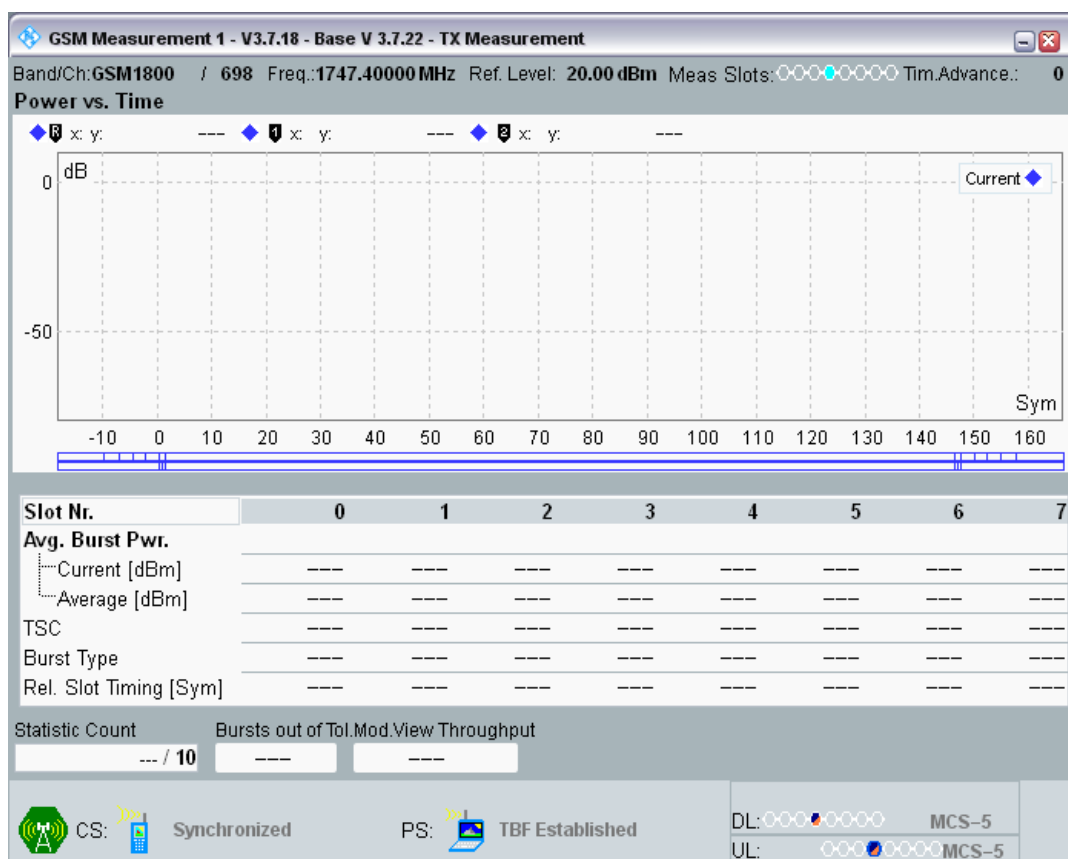 GSM Measurement 1 - V3.7.18 - Base V 3.7.22 - TX Measurement
Band/Ch:GSM1800 / 698 Freq.:1747.40000 MHz Ref. Level: 20.00 dBm Meas Slots: Tim.Advance.: 0
Power vs. Time
R x: y: --- 1 x: y: --- 2 x: y: ---
dB
Current
0
-50
Sym
-10 0 10 20 30 40 50 60 70 80 90 100 110 120 130 140 150 160
Slot Nr. 0 1 2 3 4 5 6 7
Avg. Burst Pwr.
Current [dBm] --- --- --- --- --- --- --- ---
Average [dBm] --- --- --- --- --- --- --- ---
TSC --- --- --- --- --- --- --- ---
Burst Type --- --- --- --- --- --- --- ---
Rel. Slot Timing [Sym] --- --- --- --- --- --- --- ---
Statistic Count Bursts out of Tol.Mod.View Throughput
--- / 10 --- ---
CS: Synchronized PS: TBF Established DL: MCS-5
UL: MCS-5